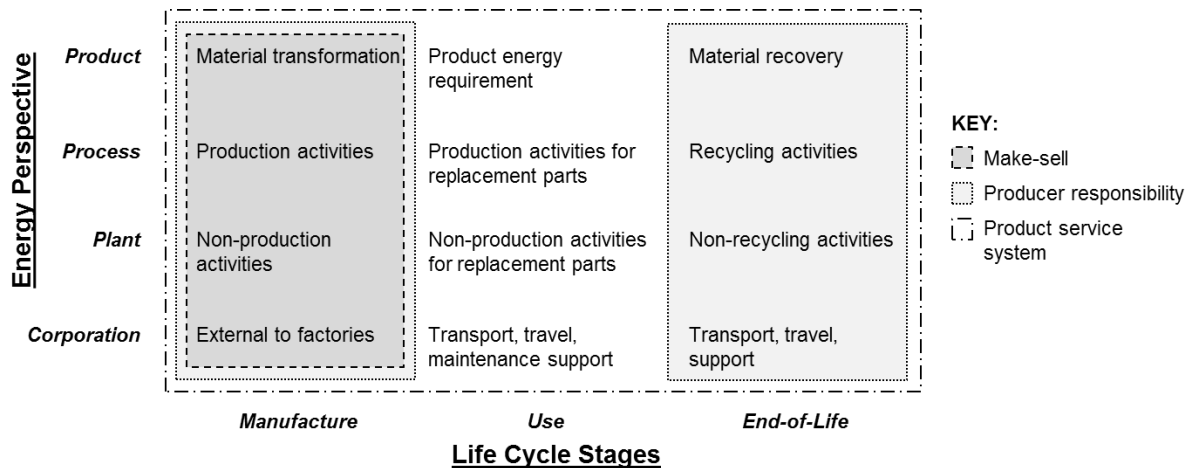 Energy Perspective
Product
Material transformation
Product energy
requirement
Material recovery
Process
Production activities
Production activities for
replacement parts
Recycling activities
Plant
Non-production
activities
Non-production activities
for replacement parts
Non-recycling activities
Corporation
External to factories
Transport, travel,
maintenance support
Transport, travel,
support
Manufacture
Use
End-of-Life
Life Cycle Stages
KEY:
Make-sell
Producer responsibility
Product service
system